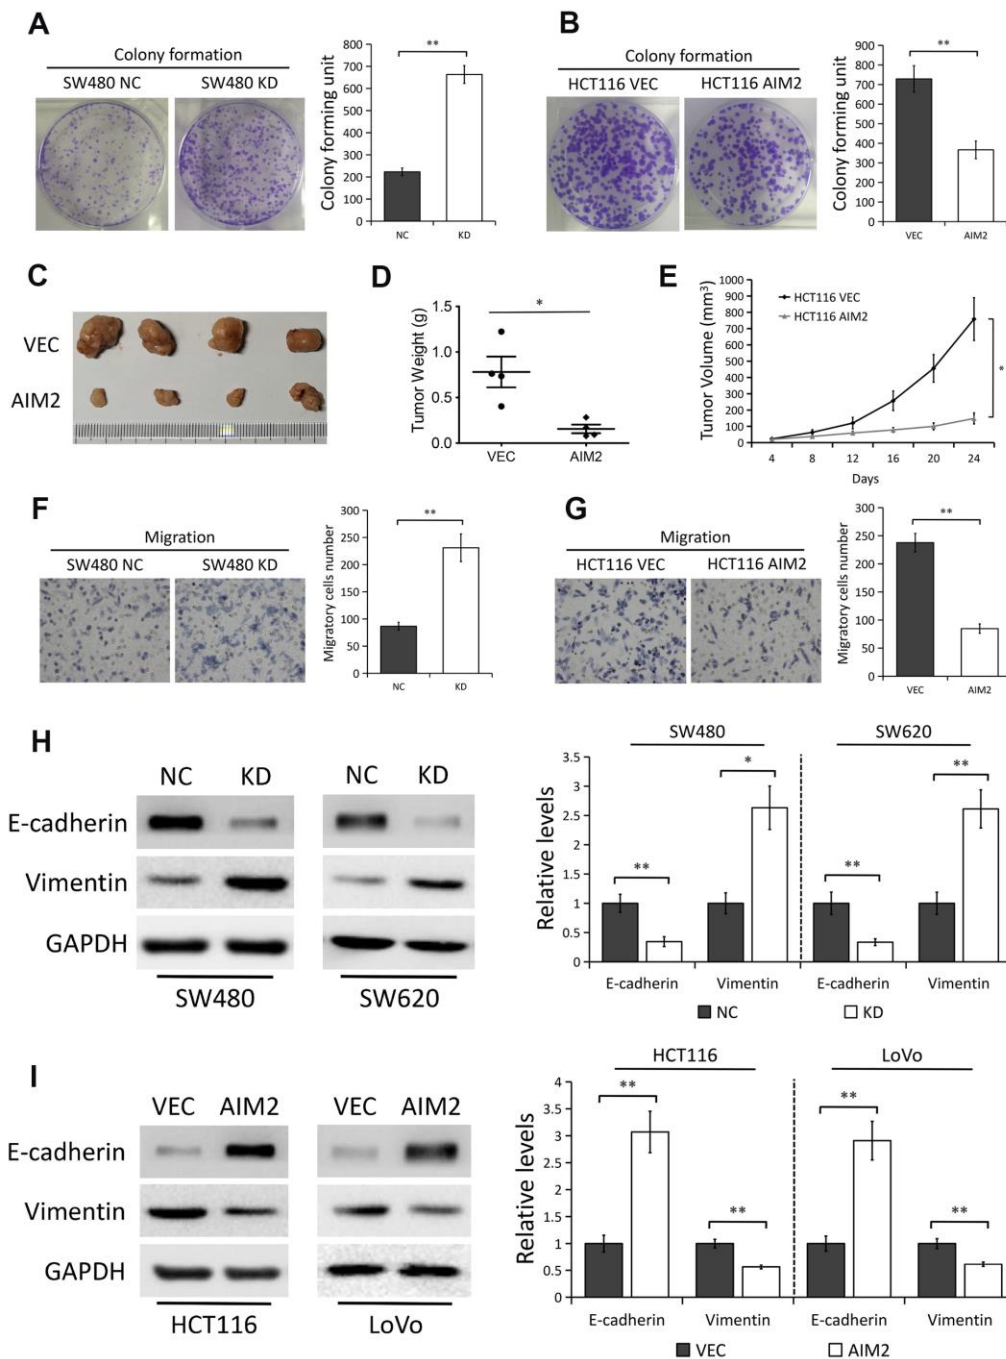 A
Colony formation
SW480 NC SW480 KD
Colony forming unit
800
700
600
500
400
300
200
100
0
**
NC KD
B
Colony formation
HCT116 VEC HCT116 AIM2
Colony forming unit
900
800
700
600
500
400
300
200
100
0
**
VEC AIM2
C
VEC
AIM2
D
Tumor Weight (g)
1.5
1.0
0.5
0.0
*
VEC AIM2
E
Tumor Volume (mm³)
1000
900
800
700
600
500
400
300
200
100
0
HCT116 VEC
HCT116 AIM2
*
4 8 12 16 20 24
Days
F
Migration
SW480 NC SW480 KD
Migratory cells number
300
250
200
150
100
50
0
**
NC KD
G
Migration
HCT116 VEC HCT116 AIM2
Migratory cells number
300
250
200
150
100
50
0
**
VEC AIM2
H
NC KD NC KD
E-cadherin
Vimentin
GAPDH
SW480 SW620
SW480 SW620
Relative levels
3.5
3
2.5
2
1.5
1
0.5
0
** * ** **
E-cadherin Vimentin E-cadherin Vimentin
NC KD
I
VEC AIM2 VEC AIM2
E-cadherin
Vimentin
GAPDH
HCT116 LoVo
HCT116 LoVo
Relative levels
4
3.5
3
2.5
2
1.5
1
0.5
0
** ** ** **
E-cadherin Vimentin E-cadherin Vimentin
VEC AIM2